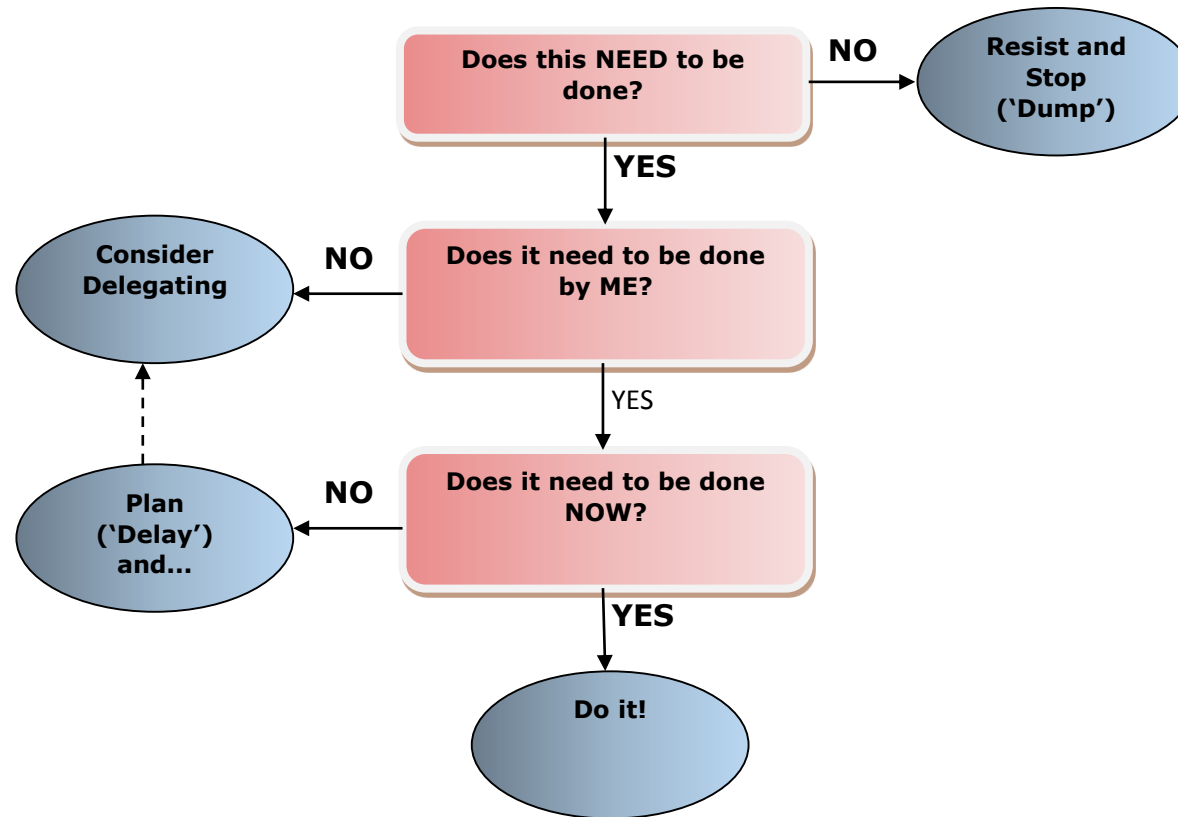 Does this NEED to be
done?
NO
Resist and
Stop
(‘Dump’)
YES
Consider
Delegating
NO
Does it need to be done
by ME?
YES
Plan
(‘Delay’)
and...
NO
Does it need to be done
NOW?
YES
Do it!